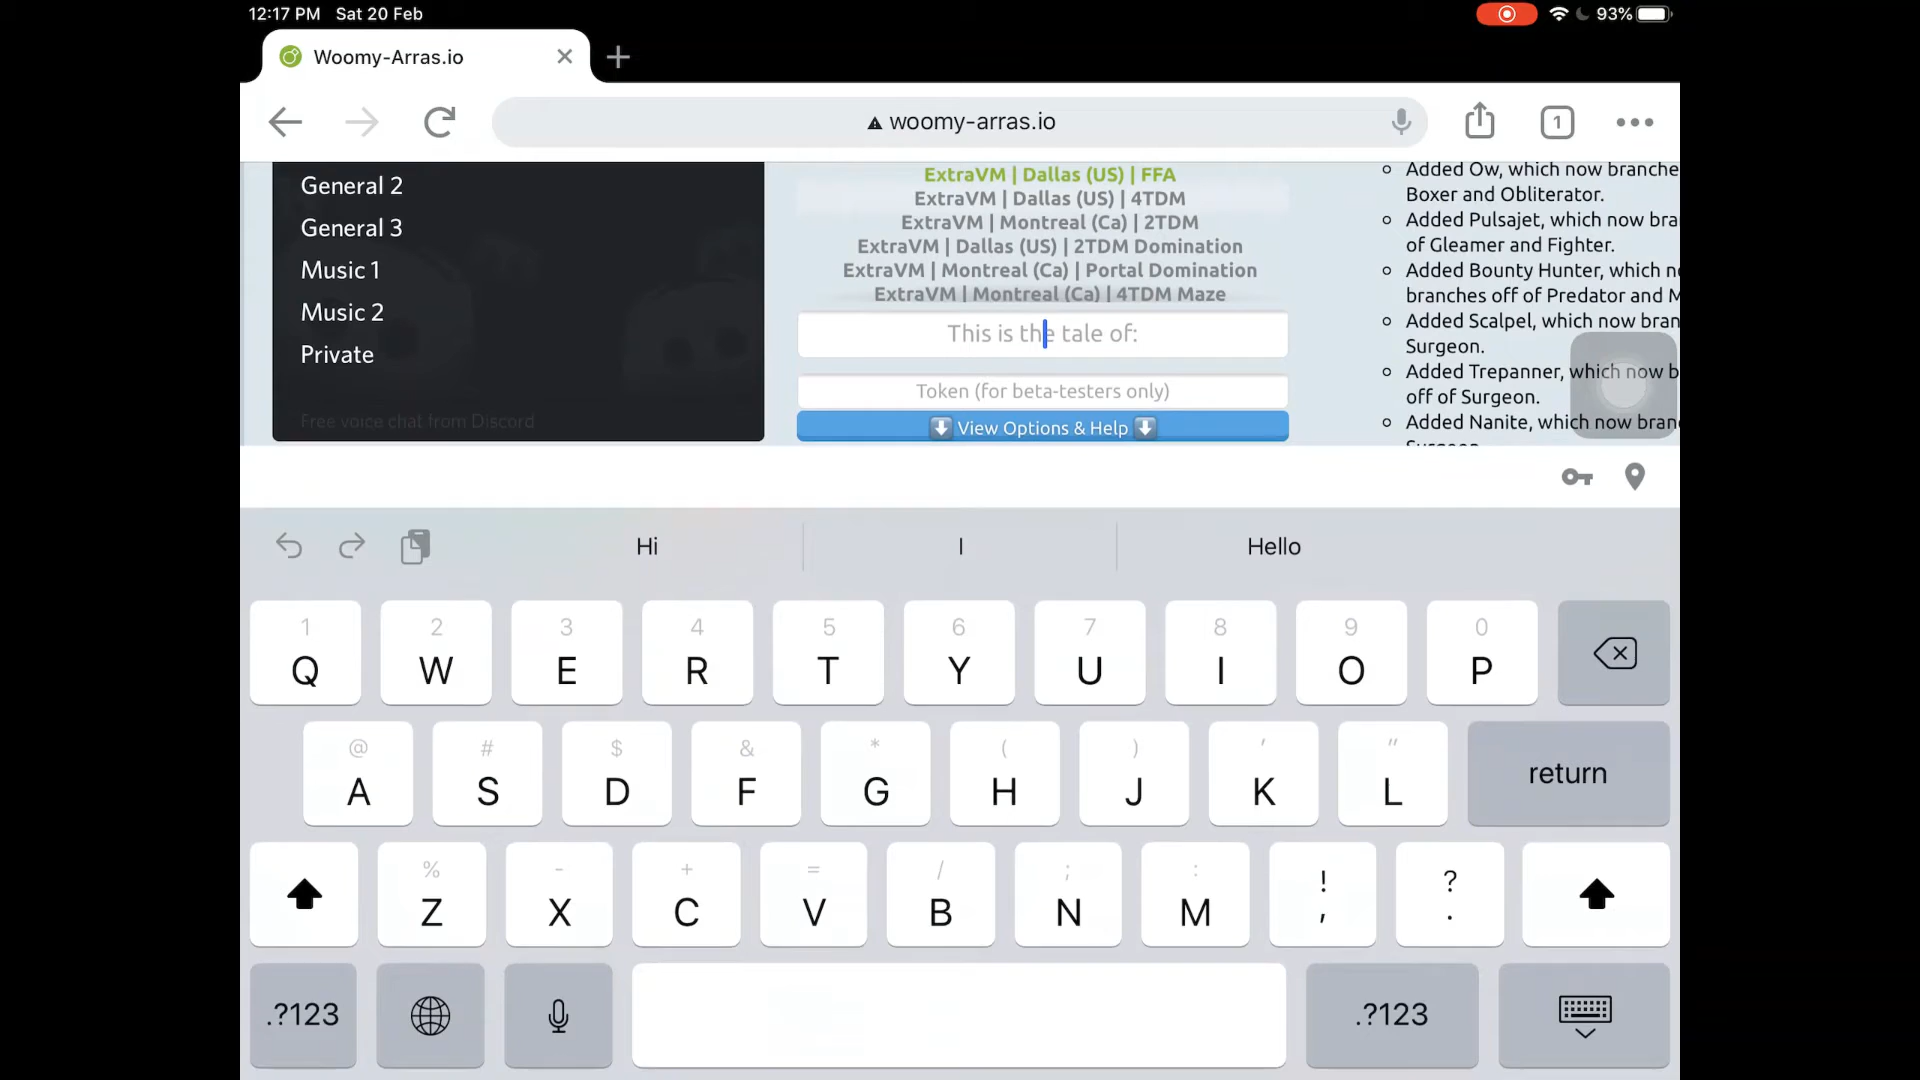 12:17 PM Sat 20 Feb
93%
Woomy-Arras.io
woomy-arras.io
1
General 2
General 3
Music 1
Music 2
Private
Free voice chat from Discord
ExtraVM | Dallas (US) | FFA
ExtraVM | Dallas (US) | 4TDM
ExtraVM | Montreal (Ca) | 2TDM
ExtraVM | Dallas (US) | 2TDM Domination
ExtraVM | Montreal (Ca) | Portal Domination
ExtraVM | Montreal (Ca) | 4TDM Maze
This is the tale of:
Token (for beta-testers only)
View Options & Help
Added Ow, which now branche
Boxer and Obliterator.
Added Pulsajet, which now bra
of Gleamer and Fighter.
Added Bounty Hunter, which n
branches off of Predator and M
Added Scalpel, which now bran
Surgeon.
Added Trepanner, which now b
off of Surgeon.
Added Nanite, which now bran
Hi I Hello
1 2 3 4 5 6 7 8 9 0
Q W E R T Y U I O P
@ # $ & * ( ) ' "
A S D F G H J K L return
% - + = / ; : ! ?
Z X C V B N M , .
.?123 .?123